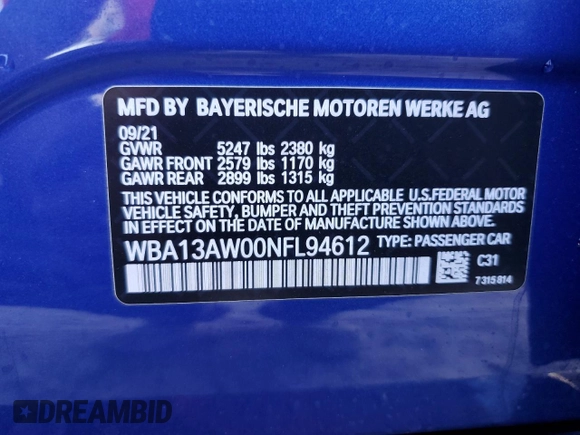 MFD BY BAYERISCHE MOTOREN WERKE AG
09/21
GVWR 5247 lbs 2380 kg
GAWR FRONT 2579 lbs 1170 kg
GAWR REAR 2899 lbs 1315 kg
THIS VEHICLE CONFORMS TO ALL APPLICABLE U.S.FEDERAL MOTOR
VEHICLE SAFETY, BUMPER AND THEFT PREVENTION STANDARDS
IN EFFECT ON THE DATE OF MANUFACTURE SHOWN ABOVE.
WBA13AW00NFL94612 TYPE: PASSENGER CAR
C31
7315814
DREAMBID